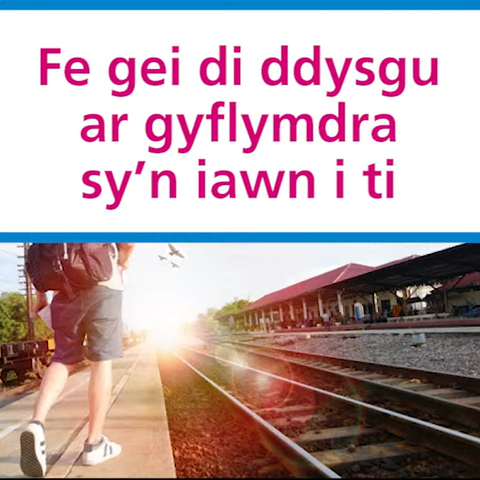 Fe gei di ddysgu
ar gyflymdra
sy’n iawn i ti